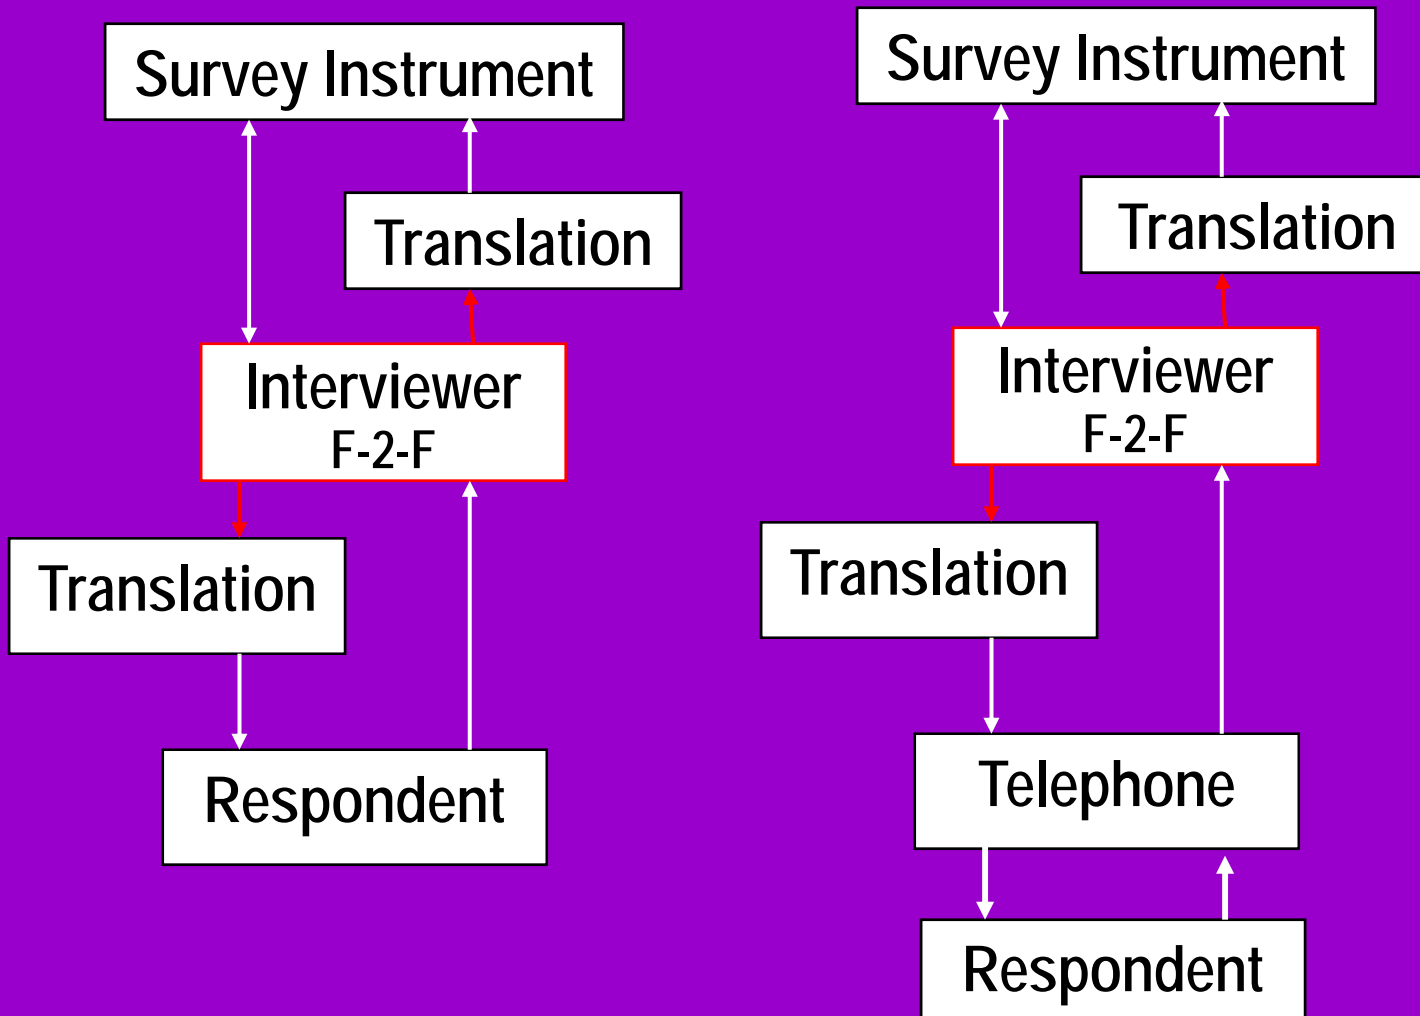 Survey Instrument
Translation
Interviewer
F-2-F
Translation
Respondent
Survey Instrument
Translation
Interviewer
F-2-F
Translation
Telephone
Respondent